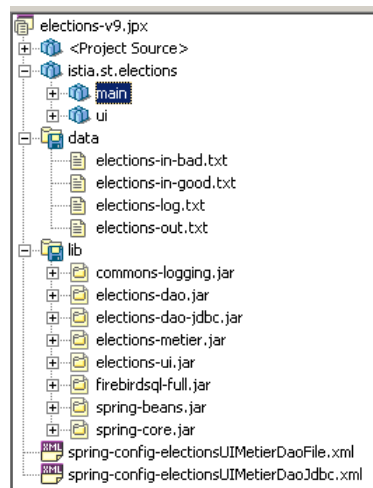 elections-v9.jpx
<Project Source>
istia.st.elections
main
ui
data
elections-in-bad.txt
elections-in-good.txt
elections-log.txt
elections-out.txt
lib
commons-logging.jar
elections-dao.jar
elections-dao-jdbc.jar
elections-metier.jar
elections-ui.jar
firebirdsql-full.jar
spring-beans.jar
spring-core.jar
spring-config-electionsUIMetierDaoFile.xml
spring-config-electionsUIMetierDaoJdbc.xml